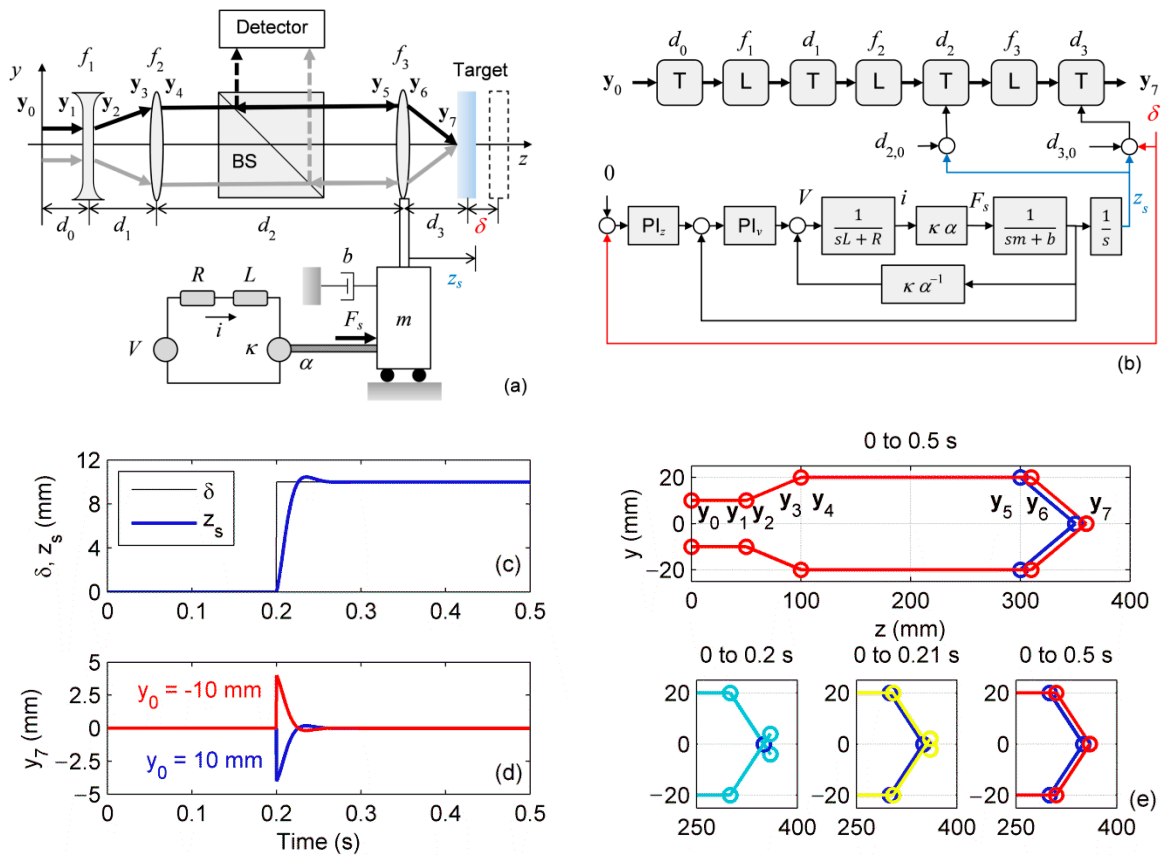 Detector
f1 f2 f3
Target
y
y0 y1 y2 y3 y4 y5 y6 y7
BS
z
d0 d1 d2 d3 δ
zs
R L b
i
Fs m
V κ α
(a)
d0 f1 d1 f2 d2 f3 d3
y0 T L T L T L T y7
δ
d2,0 d3,0
0
zs
V i Fs
PIz PIv 1/(sL + R) κ α 1/(sm + b) 1/s
κ α⁻¹
(b)
δ, zs (mm)
12
8
4
0
δ
zs
(c)
0 0.1 0.2 0.3 0.4 0.5
y7 (mm)
5
2.5
0
−2.5
−5
y0 = -10 mm
y0 = 10 mm
(d)
0 0.1 0.2 0.3 0.4 0.5
Time (s)
0 to 0.5 s
y (mm)
20
0
−20
y0 y1 y2 y3 y4 y5 y6 y7
0 100 200 300 400
z (mm)
0 to 0.2 s 0 to 0.21 s 0 to 0.5 s
20 20 20
0 0 0
−20 −20 −20
(e)
250 400 250 400 250 400